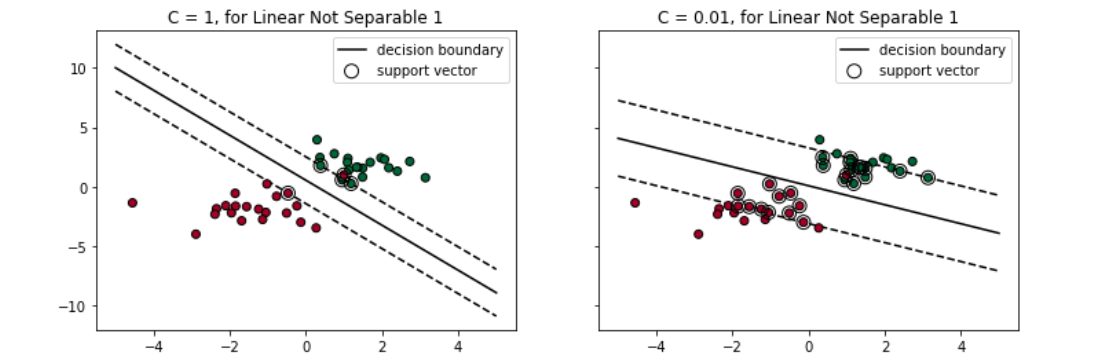 C = 1, for Linear Not Separable 1
decision boundary
support vector
10
5
0
−5
−10
−4
−2
0
2
4
C = 0.01, for Linear Not Separable 1
decision boundary
support vector
−4
−2
0
2
4